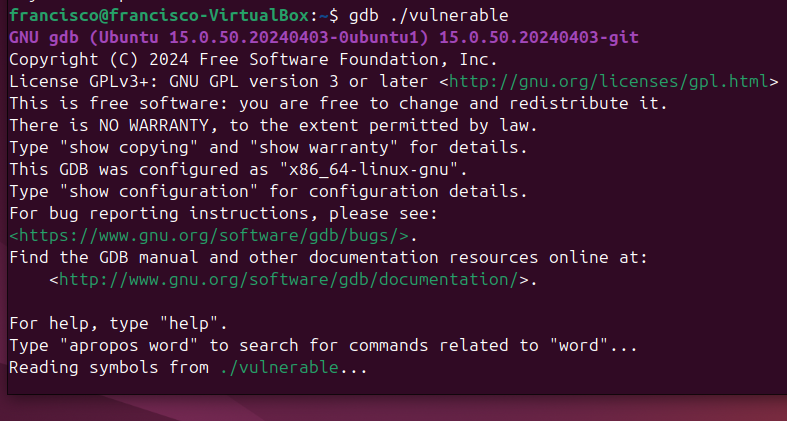 francisco@francisco-VirtualBox:~$ gdb ./vulnerable
GNU gdb (Ubuntu 15.0.50.20240403-0ubuntu1) 15.0.50.20240403-git
Copyright (C) 2024 Free Software Foundation, Inc.
License GPLv3+: GNU GPL version 3 or later <http://gnu.org/licenses/gpl.html>
This is free software: you are free to change and redistribute it.
There is NO WARRANTY, to the extent permitted by law.
Type "show copying" and "show warranty" for details.
This GDB was configured as "x86_64-linux-gnu".
Type "show configuration" for configuration details.
For bug reporting instructions, please see:
<https://www.gnu.org/software/gdb/bugs/>.
Find the GDB manual and other documentation resources online at:
    <http://www.gnu.org/software/gdb/documentation/>.

For help, type "help".
Type "apropos word" to search for commands related to "word"...
Reading symbols from ./vulnerable...